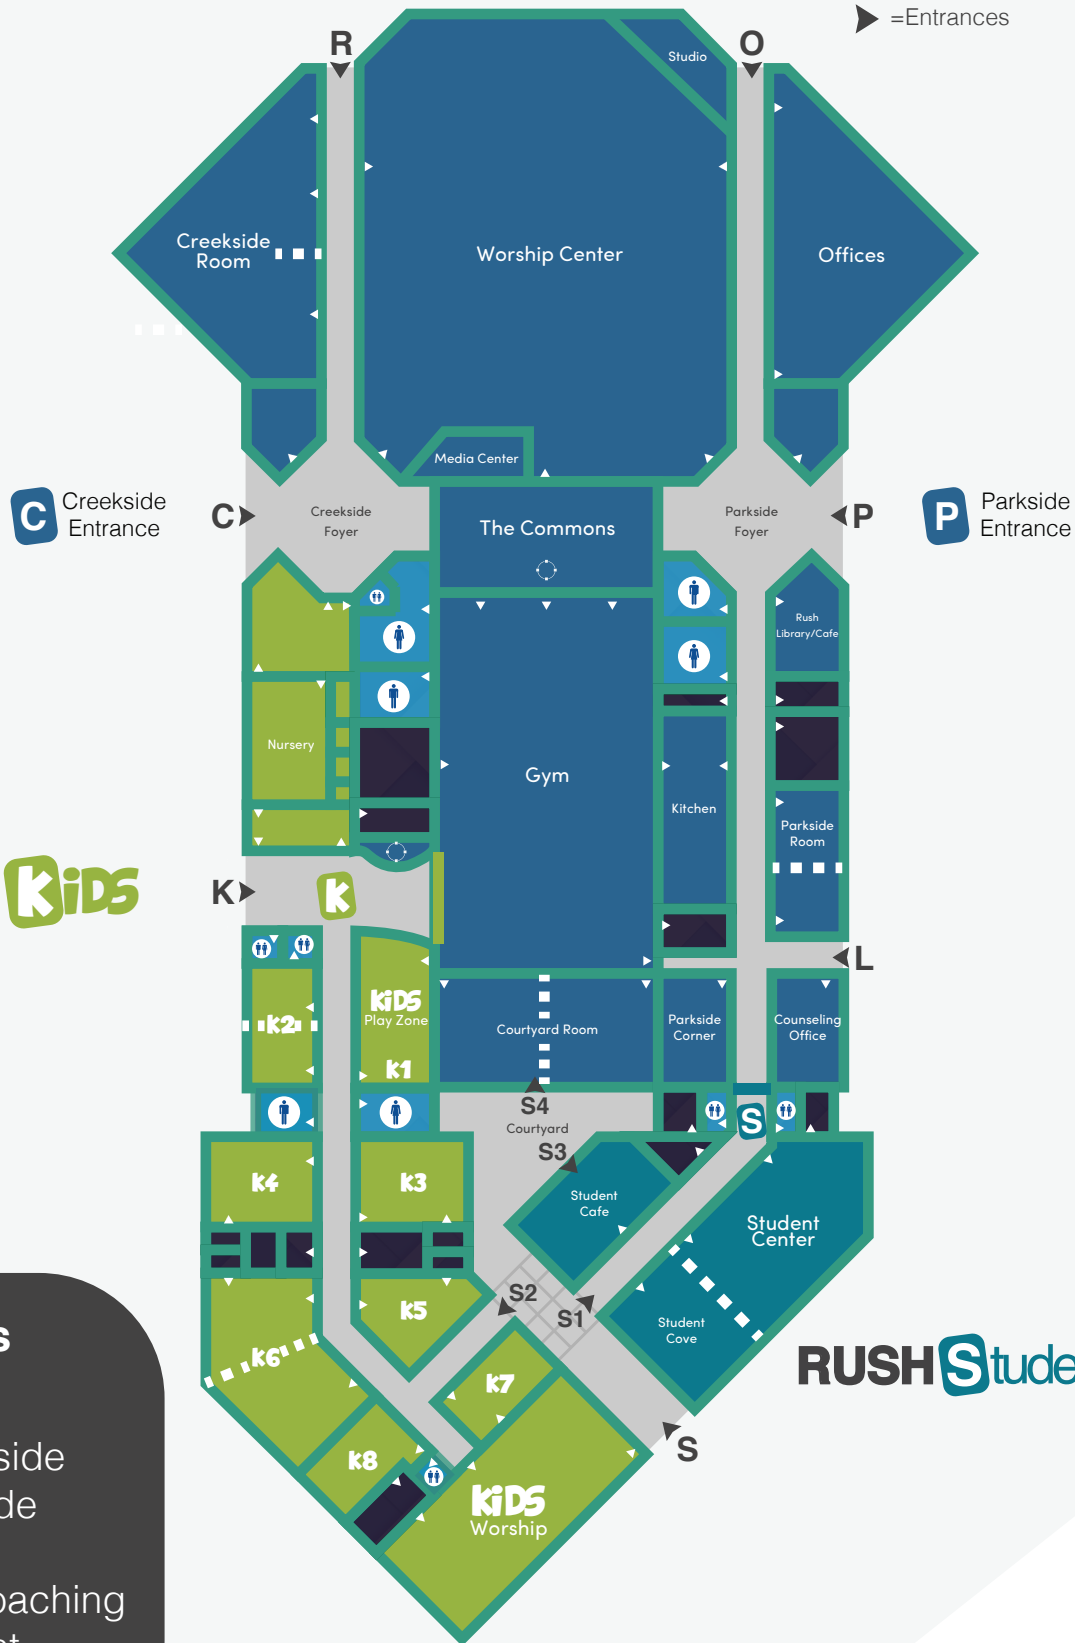 =Entrances
R
O
Studio
Creekside
Room
Worship Center
Offices
Media Center
C
Creekside
Entrance
C
Creekside
Foyer
The Commons
Parkside
Foyer
P
P
Parkside
Entrance
Rush
Library/Cafe
Nursery
Gym
Kitchen
Parkside
Room
KiDS
K
K
L
KiDS
Play Zone
K1
K2
Courtyard Room
Parkside
Corner
Counseling
Office
S4
Courtyard
S3
S
K4
K3
Student
Cafe
Student
Center
S2
S1
K5
Student
Cove
K6
K7
K8
RUSH Stude
S
KiDS
Worship
s
side
de
oaching